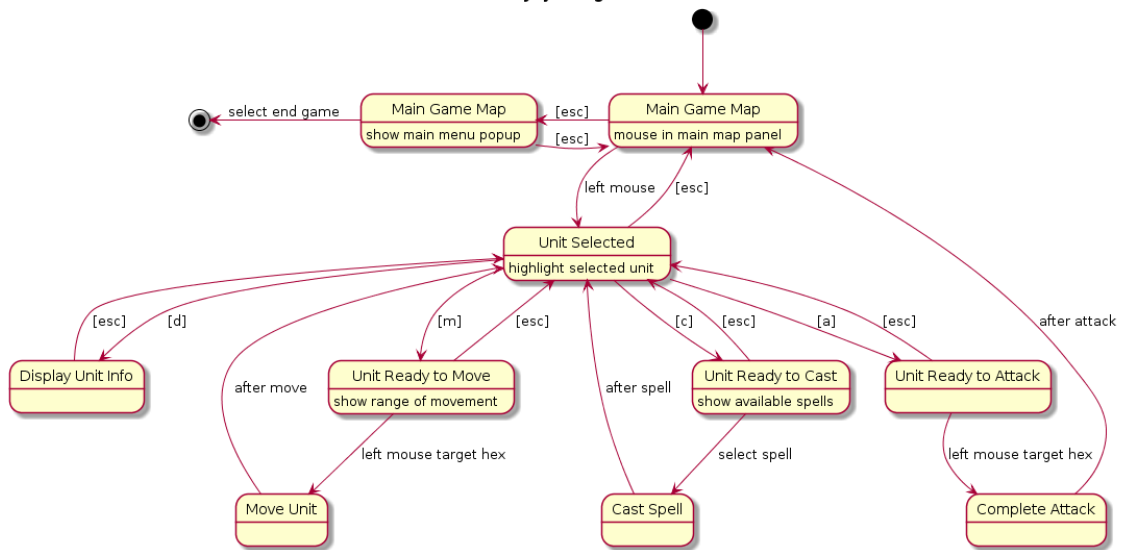 Main Game Map
show main menu popup
Main Game Map
mouse in main map panel
select end game
[esc]
[esc]
left mouse
[esc]
Unit Selected
highlight selected unit
[esc]
[d]
[m]
[esc]
[c]
[esc]
[a]
[esc]
after attack
Display Unit Info
after move
Unit Ready to Move
show range of movement
after spell
Unit Ready to Cast
show available spells
Unit Ready to Attack
left mouse target hex
select spell
left mouse target hex
Move Unit
Cast Spell
Complete Attack